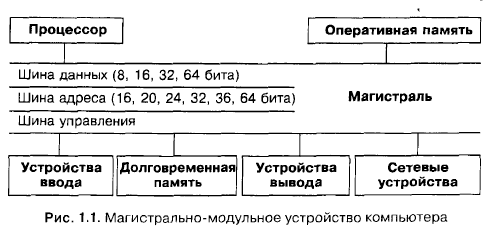 Процессор
Оперативная память
Шина данных (8, 16, 32, 64 бита)
Шина адреса (16, 20, 24, 32, 36, 64 бита)
Магистраль
Шина управления
Устройства
ввода
Долговременная
память
Устройства
вывода
Сетевые
устройства
Рис. 1.1. Магистрально-модульное устройство компьютера